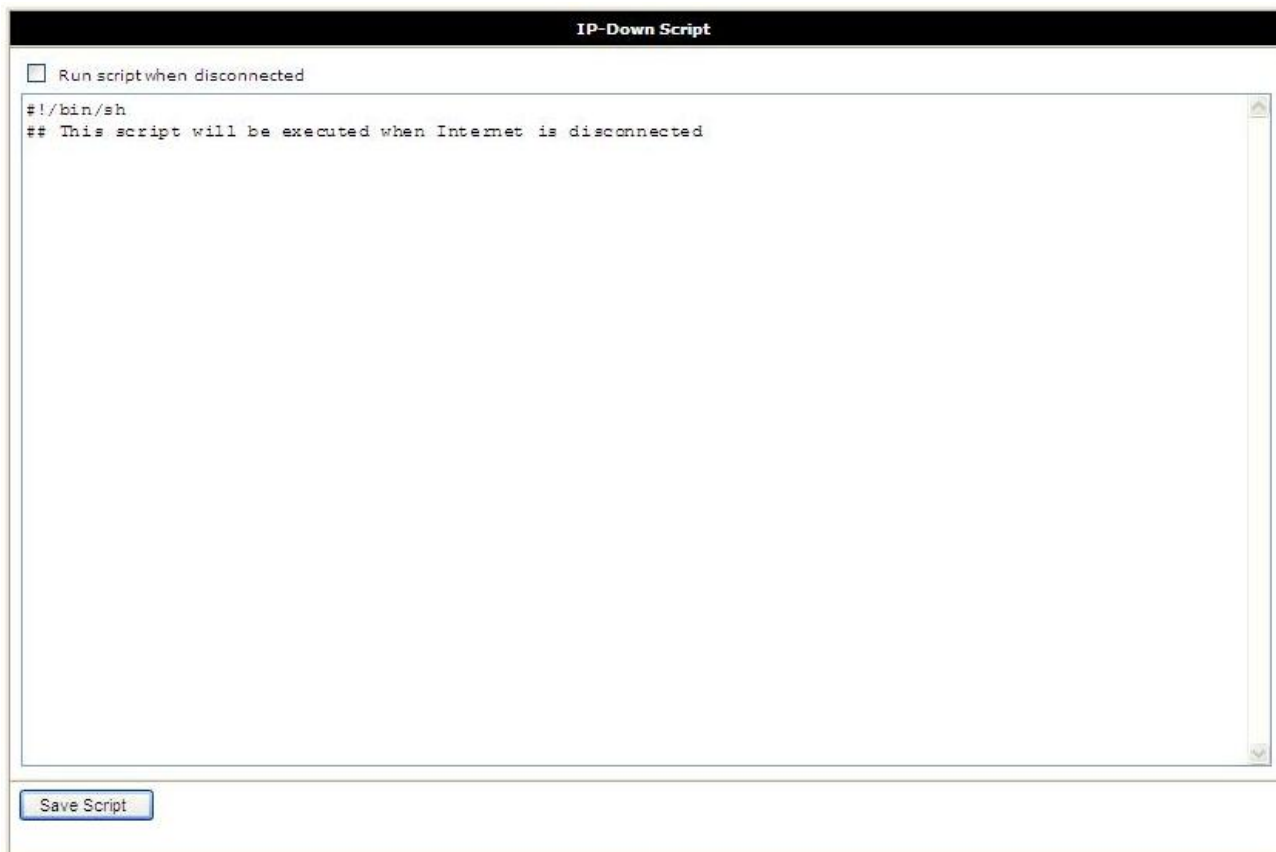 IP-Down Script
Run script when disconnected
#!/bin/sh
## This script will be executed when Internet is disconnected
Save Script